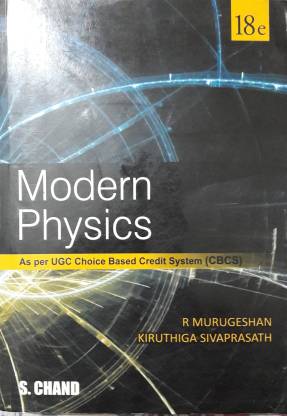 18e
Modern
Physics
As per UGC Choice Based Credit System (CBCS)
R MURUGESHAN
KIRUTHIGA SIVAPRASATH
S. CHAND